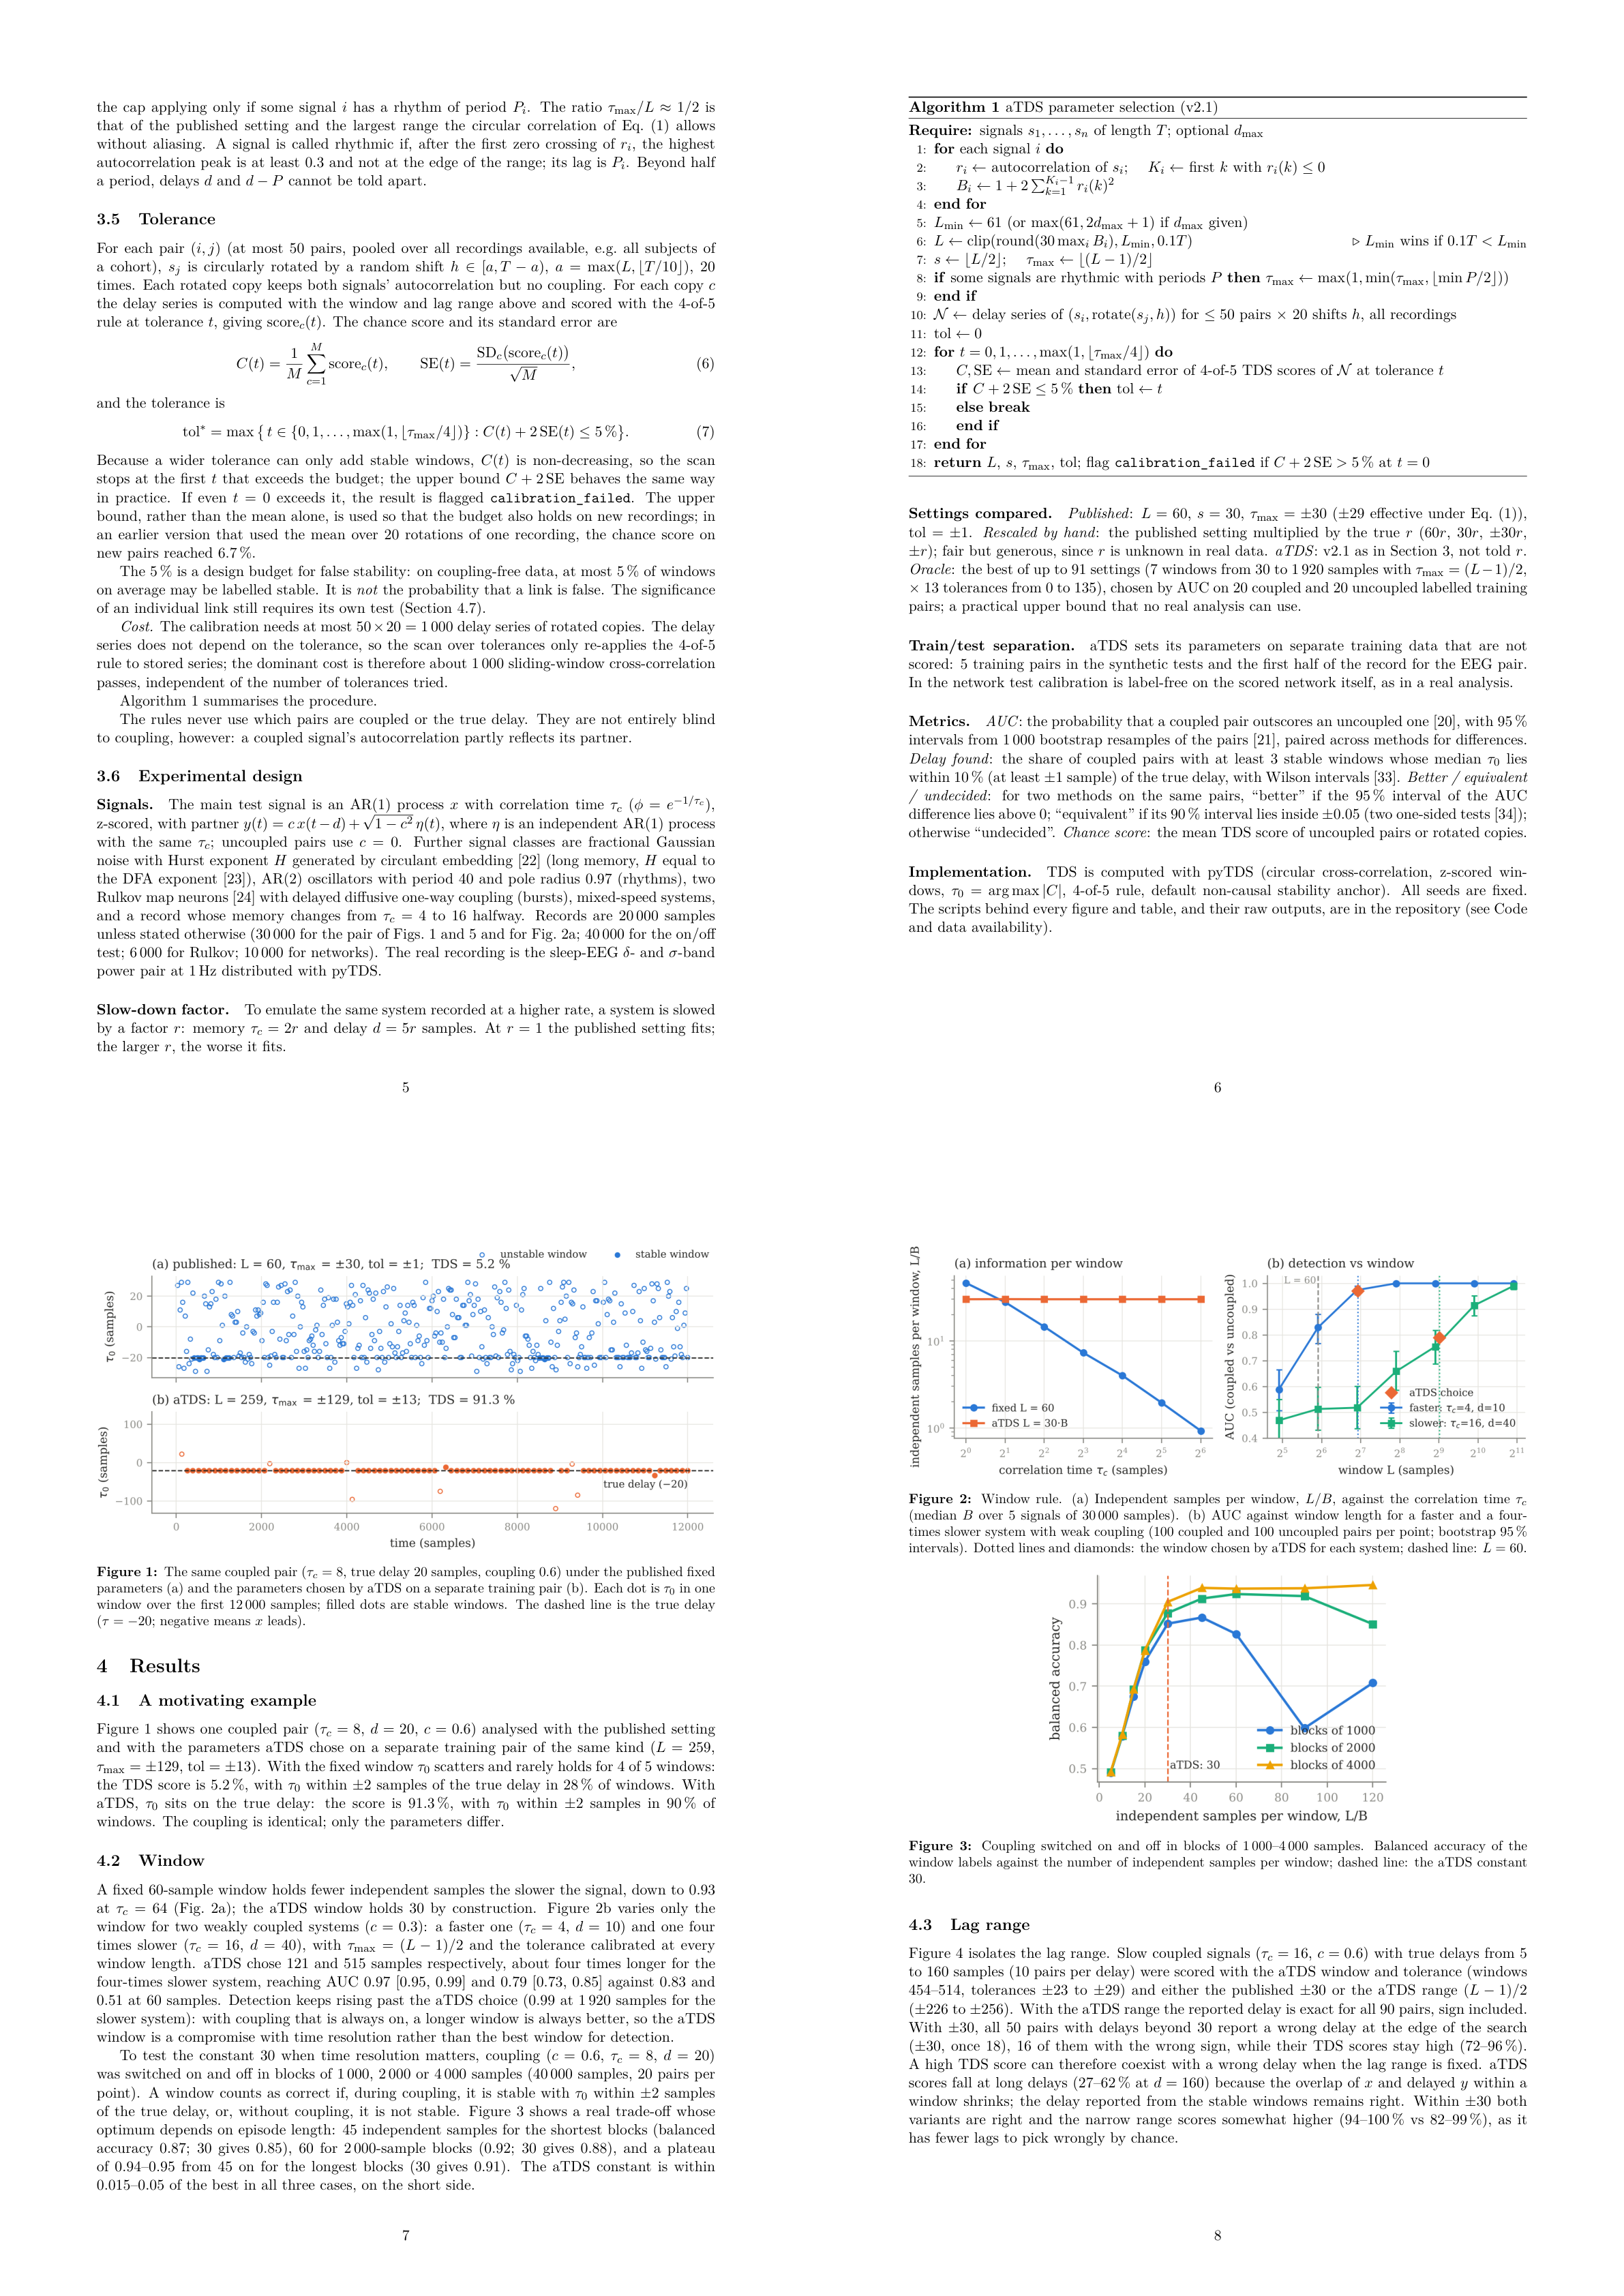 the cap applying only if some signal i has a rhythm of period P_i. The ratio τ_max/L ≈ 1/2 is
that of the published setting and the largest range the circular correlation of Eq. (1) allows
without aliasing. A signal is called rhythmic if, after the first zero crossing of r_i, the highest
autocorrelation peak is at least 0.3 and not at the edge of the range; its lag is P_i. Beyond half
a period, delays d and d − P cannot be told apart.
3.5 Tolerance
For each pair (i, j) (at most 50 pairs, pooled over all recordings available, e.g. all subjects of
a cohort), s_j is circularly rotated by a random shift h ∈ [a, T − a), a = max(L, ⌊T/10⌋), 20
times. Each rotated copy keeps both signals' autocorrelation but no coupling. For each copy c
the delay series is computed with the window and lag range above and scored with the 4-of-5
rule at tolerance t, giving score_c(t). The chance score and its standard error are
C(t) = 1/M ∑_{c=1}^{M} score_c(t), SE(t) = SD_c(score_c(t)) / √M, (6)
and the tolerance is
tol* = max { t ∈ {0, 1, . . . , max(1, ⌊τ_max/4⌋)} : C(t) + 2 SE(t) ≤ 5 %}. (7)
Because a wider tolerance can only add stable windows, C(t) is non-decreasing, so the scan
stops at the first t that exceeds the budget; the upper bound C + 2 SE behaves the same way
in practice. If even t = 0 exceeds it, the result is flagged calibration_failed. The upper
bound, rather than the mean alone, is used so that the budget also holds on new recordings; in
an earlier version that used the mean over 20 rotations of one recording, the chance score on
new pairs reached 6.7 %.
The 5 % is a design budget for false stability: on coupling-free data, at most 5 % of windows
on average may be labelled stable. It is not the probability that a link is false. The significance
of an individual link still requires its own test (Section 4.7).
Cost. The calibration needs at most 50 × 20 = 1 000 delay series of rotated copies. The delay
series does not depend on the tolerance, so the scan over tolerances only re-applies the 4-of-5
rule to stored series; the dominant cost is therefore about 1 000 sliding-window cross-correlation
passes, independent of the number of tolerances tried.
Algorithm 1 summarises the procedure.
The rules never use which pairs are coupled or the true delay. They are not entirely blind
to coupling, however: a coupled signal's autocorrelation partly reflects its partner.
3.6 Experimental design
Signals. The main test signal is an AR(1) process x with correlation time τ_c (ϕ = e^{−1/τ_c}),
z-scored, with partner y(t) = c x(t − d) + √(1 − c²) η(t), where η is an independent AR(1) process
with the same τ_c; uncoupled pairs use c = 0. Further signal classes are fractional Gaussian
noise with Hurst exponent H generated by circulant embedding [22] (long memory, H equal to
the DFA exponent [23]), AR(2) oscillators with period 40 and pole radius 0.97 (rhythms), two
Rulkov map neurons [24] with delayed diffusive one-way coupling (bursts), mixed-speed systems,
and a record whose memory changes from τ_c = 4 to 16 halfway. Records are 20 000 samples
unless stated otherwise (30 000 for the pair of Figs. 1 and 5 and for Fig. 2a; 40 000 for the on/off
test; 6 000 for Rulkov; 10 000 for networks). The real recording is the sleep-EEG δ- and σ-band
power pair at 1 Hz distributed with pyTDS.
Slow-down factor. To emulate the same system recorded at a higher rate, a system is slowed
by a factor r: memory τ_c = 2r and delay d = 5r samples. At r = 1 the published setting fits;
the larger r, the worse it fits.
5
Algorithm 1 aTDS parameter selection (v2.1)
Require: signals s_1, . . . , s_n of length T; optional d_max
1: for each signal i do
2: r_i ← autocorrelation of s_i; K_i ← first k with r_i(k) ≤ 0
3: B_i ← 1 + 2 ∑_{k=1}^{K_i−1} r_i(k)²
4: end for
5: L_min ← 61 (or max(61, 2d_max + 1) if d_max given)
6: L ← clip(round(30 max_i B_i), L_min, 0.1T) ▷ L_min wins if 0.1T < L_min
7: s ← ⌊L/2⌋; τ_max ← ⌊(L − 1)/2⌋
8: if some signals are rhythmic with periods P then τ_max ← max(1, min(τ_max, ⌊min P/2⌋))
9: end if
10: 𝒩 ← delay series of (s_i, rotate(s_j, h)) for ≤ 50 pairs × 20 shifts h, all recordings
11: tol ← 0
12: for t = 0, 1, . . . , max(1, ⌊τ_max/4⌋) do
13: C, SE ← mean and standard error of 4-of-5 TDS scores of 𝒩 at tolerance t
14: if C + 2 SE ≤ 5 % then tol ← t
15: else break
16: end if
17: end for
18: return L, s, τ_max, tol; flag calibration_failed if C + 2 SE > 5 % at t = 0
Settings compared. Published: L = 60, s = 30, τ_max = ±30 (±29 effective under Eq. (1)),
tol = ±1. Rescaled by hand: the published setting multiplied by the true r (60r, 30r, ±30r,
±r); fair but generous, since r is unknown in real data. aTDS: v2.1 as in Section 3, not told r.
Oracle: the best of up to 91 settings (7 windows from 30 to 1 920 samples with τ_max = (L−1)/2,
× 13 tolerances from 0 to 135), chosen by AUC on 20 coupled and 20 uncoupled labelled training
pairs; a practical upper bound that no real analysis can use.
Train/test separation. aTDS sets its parameters on separate training data that are not
scored: 5 training pairs in the synthetic tests and the first half of the record for the EEG pair.
In the network test calibration is label-free on the scored network itself, as in a real analysis.
Metrics. AUC: the probability that a coupled pair outscores an uncoupled one [20], with 95 %
intervals from 1 000 bootstrap resamples of the pairs [21], paired across methods for differences.
Delay found: the share of coupled pairs with at least 3 stable windows whose median τ_0 lies
within 10 % (at least ±1 sample) of the true delay, with Wilson intervals [33]. Better / equivalent
/ undecided: for two methods on the same pairs, “better” if the 95 % interval of the AUC
difference lies above 0; “equivalent” if its 90 % interval lies inside ±0.05 (two one-sided tests [34]);
otherwise “undecided”. Chance score: the mean TDS score of uncoupled pairs or rotated copies.
Implementation. TDS is computed with pyTDS (circular cross-correlation, z-scored win-
dows, τ_0 = arg max |C|, 4-of-5 rule, default non-causal stability anchor). All seeds are fixed.
The scripts behind every figure and table, and their raw outputs, are in the repository (see Code
and data availability).
6
unstable window stable window
(a) published: L = 60, τ_max = ±30, tol = ±1; TDS = 5.2 %
τ_0 (samples)
20
0
−20
(b) aTDS: L = 259, τ_max = ±129, tol = ±13; TDS = 91.3 %
τ_0 (samples)
100
0
−100
true delay (−20)
0 2000 4000 6000 8000 10000 12000
time (samples)
Figure 1: The same coupled pair (τ_c = 8, true delay 20 samples, coupling 0.6) under the published fixed
parameters (a) and the parameters chosen by aTDS on a separate training pair (b). Each dot is τ_0 in one
window over the first 12 000 samples; filled dots are stable windows. The dashed line is the true delay
(τ = −20; negative means x leads).
4 Results
4.1 A motivating example
Figure 1 shows one coupled pair (τ_c = 8, d = 20, c = 0.6) analysed with the published setting
and with the parameters aTDS chose on a separate training pair of the same kind (L = 259,
τ_max = ±129, tol = ±13). With the fixed window τ_0 scatters and rarely holds for 4 of 5 windows:
the TDS score is 5.2 %, with τ_0 within ±2 samples of the true delay in 28 % of windows. With
aTDS, τ_0 sits on the true delay: the score is 91.3 %, with τ_0 within ±2 samples in 90 % of
windows. The coupling is identical; only the parameters differ.
4.2 Window
A fixed 60-sample window holds fewer independent samples the slower the signal, down to 0.93
at τ_c = 64 (Fig. 2a); the aTDS window holds 30 by construction. Figure 2b varies only the
window for two weakly coupled systems (c = 0.3): a faster one (τ_c = 4, d = 10) and one four
times slower (τ_c = 16, d = 40), with τ_max = (L − 1)/2 and the tolerance calibrated at every
window length. aTDS chose 121 and 515 samples respectively, about four times longer for the
four-times slower system, reaching AUC 0.97 [0.95, 0.99] and 0.79 [0.73, 0.85] against 0.83 and
0.51 at 60 samples. Detection keeps rising past the aTDS choice (0.99 at 1 920 samples for the
slower system): with coupling that is always on, a longer window is always better, so the aTDS
window is a compromise with time resolution rather than the best window for detection.
To test the constant 30 when time resolution matters, coupling (c = 0.6, τ_c = 8, d = 20)
was switched on and off in blocks of 1 000, 2 000 or 4 000 samples (40 000 samples, 20 pairs per
point). A window counts as correct if, during coupling, it is stable with τ_0 within ±2 samples
of the true delay, or, without coupling, it is not stable. Figure 3 shows a real trade-off whose
optimum depends on episode length: 45 independent samples for the shortest blocks (balanced
accuracy 0.87; 30 gives 0.85), 60 for 2 000-sample blocks (0.92; 30 gives 0.88), and a plateau
of 0.94–0.95 from 45 on for the longest blocks (30 gives 0.91). The aTDS constant is within
0.015–0.05 of the best in all three cases, on the short side.
7
(a) information per window
independent samples per window, L/B
10¹
10⁰
fixed L = 60
aTDS L = 30·B
2⁰ 2¹ 2² 2³ 2⁴ 2⁵ 2⁶
correlation time τ_c (samples)
(b) detection vs window
AUC (coupled vs uncoupled)
L = 60
1.0
0.9
0.8
0.7
0.6
0.5
0.4
aTDS choice
faster: τ_c=4, d=10
slower: τ_c=16, d=40
2⁵ 2⁶ 2⁷ 2⁸ 2⁹ 2¹⁰ 2¹¹
window L (samples)
Figure 2: Window rule. (a) Independent samples per window, L/B, against the correlation time τ_c
(median B over 5 signals of 30 000 samples). (b) AUC against window length for a faster and a four-
times slower system with weak coupling (100 coupled and 100 uncoupled pairs per point; bootstrap 95 %
intervals). Dotted lines and diamonds: the window chosen by aTDS for each system; dashed line: L = 60.
balanced accuracy
0.9
0.8
0.7
0.6
0.5
aTDS: 30
blocks of 1000
blocks of 2000
blocks of 4000
0 20 40 60 80 100 120
independent samples per window, L/B
Figure 3: Coupling switched on and off in blocks of 1 000–4 000 samples. Balanced accuracy of the
window labels against the number of independent samples per window; dashed line: the aTDS constant
30.
4.3 Lag range
Figure 4 isolates the lag range. Slow coupled signals (τ_c = 16, c = 0.6) with true delays from 5
to 160 samples (10 pairs per delay) were scored with the aTDS window and tolerance (windows
454–514, tolerances ±23 to ±29) and either the published ±30 or the aTDS range (L − 1)/2
(±226 to ±256). With the aTDS range the reported delay is exact for all 90 pairs, sign included.
With ±30, all 50 pairs with delays beyond 30 report a wrong delay at the edge of the search
(±30, once 18), 16 of them with the wrong sign, while their TDS scores stay high (72–96 %).
A high TDS score can therefore coexist with a wrong delay when the lag range is fixed. aTDS
scores fall at long delays (27–62 % at d = 160) because the overlap of x and delayed y within a
window shrinks; the delay reported from the stable windows remains right. Within ±30 both
variants are right and the narrow range scores somewhat higher (94–100 % vs 82–99 %), as it
has fewer lags to pick wrongly by chance.
8